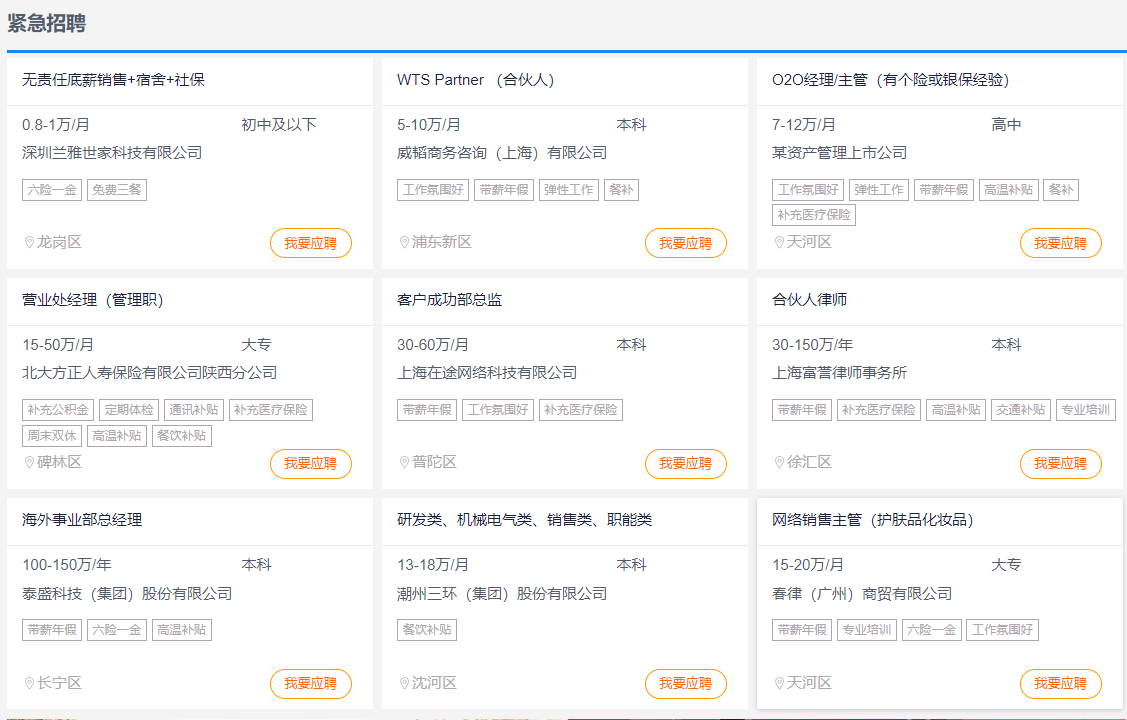 紧急招聘
无责任底薪销售+宿舍+社保
0.8-1万/月 初中及以下
深圳兰雅世家科技有限公司
六险一金 免费三餐
龙岗区 我要应聘
WTS Partner （合伙人）
5-10万/月 本科
威韬商务咨询（上海）有限公司
工作氛围好 带薪年假 弹性工作 餐补
浦东新区 我要应聘
O2O经理/主管（有个险或银保经验）
7-12万/月 高中
某资产管理上市公司
工作氛围好 弹性工作 带薪年假 高温补贴 餐补
补充医疗保险
天河区 我要应聘
营业处经理（管理职）
15-50万/月 大专
北大方正人寿保险有限公司陕西分公司
补充公积金 定期体检 通讯补贴 补充医疗保险
周末双休 高温补贴 餐饮补贴
碑林区 我要应聘
客户成功部总监
30-60万/月 本科
上海在途网络科技有限公司
带薪年假 工作氛围好 补充医疗保险
普陀区 我要应聘
合伙人律师
30-150万/年 本科
上海富誉律师事务所
带薪年假 补充医疗保险 高温补贴 交通补贴 专业培训
徐汇区 我要应聘
海外事业部总经理
100-150万/年 本科
泰盛科技（集团）股份有限公司
带薪年假 六险一金 高温补贴
长宁区 我要应聘
研发类、机械电气类、销售类、职能类
13-18万/月 本科
潮州三环（集团）股份有限公司
餐饮补贴
沈河区 我要应聘
网络销售主管（护肤品化妆品）
15-20万/月 大专
春律（广州）商贸有限公司
带薪年假 专业培训 六险一金 工作氛围好
天河区 我要应聘